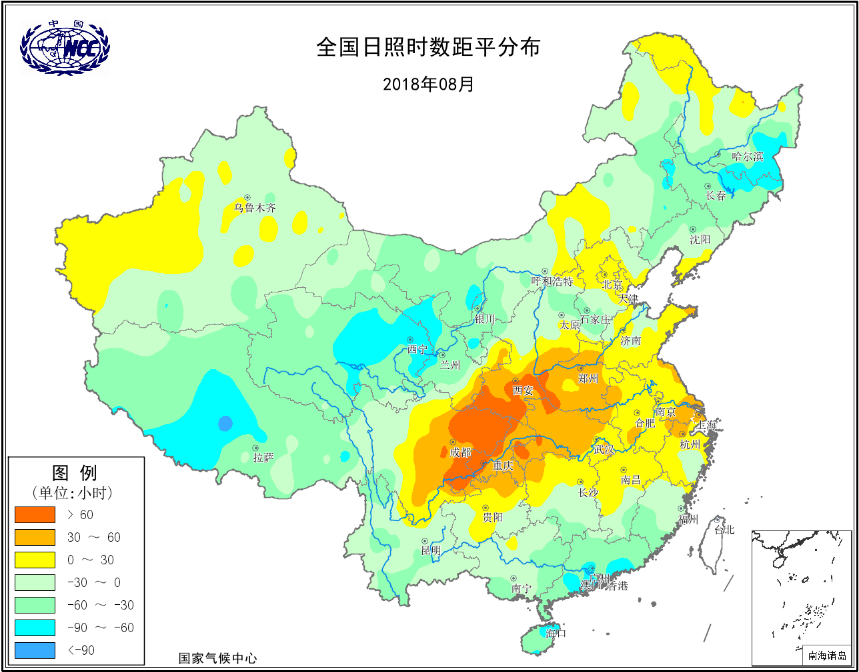 中国
NCC
全国日照时数距平分布
2018年08月
哈尔滨
长春
乌鲁木齐
沈阳
呼和浩特
北京
天津
银川
太原
石家庄
济南
西宁
兰州
郑州
西安
南京
合肥
上海
成都
武汉
杭州
拉萨
重庆
南昌
长沙
贵阳
福州
台北
昆明
广州
南宁
澳门
香港
海口
图 例
(单位:小时)
> 60
30 ～ 60
0 ～ 30
-30 ～ 0
-60 ～ -30
-90 ～ -60
<-90
国家气候中心
南海诸岛